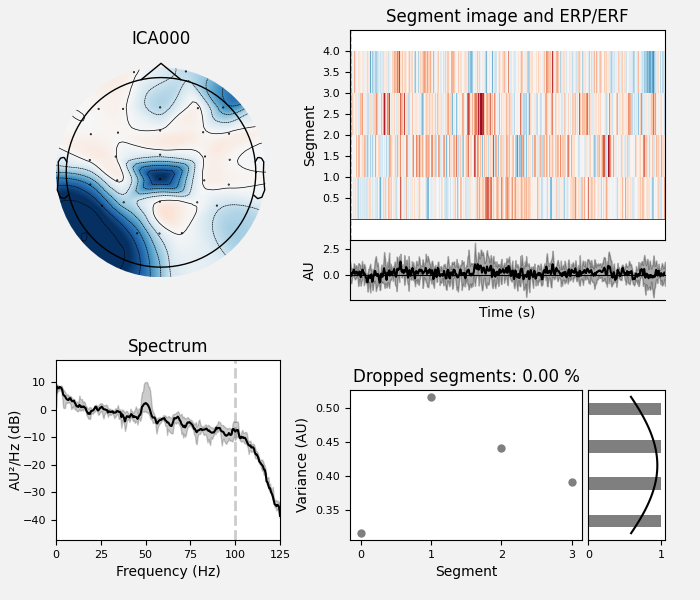 ICA000
Segment image and ERP/ERF
Segment
4.0
3.5
3.0
2.5
2.0
1.5
1.0
0.5
AU
2.5
0.0
Time (s)
Spectrum
AU²/Hz (dB)
10
0
−10
−20
−30
−40
0 25 50 75 100 125
Frequency (Hz)
Dropped segments: 0.00 %
Variance (AU)
0.50
0.45
0.40
0.35
0 1 2 3
Segment
0 1